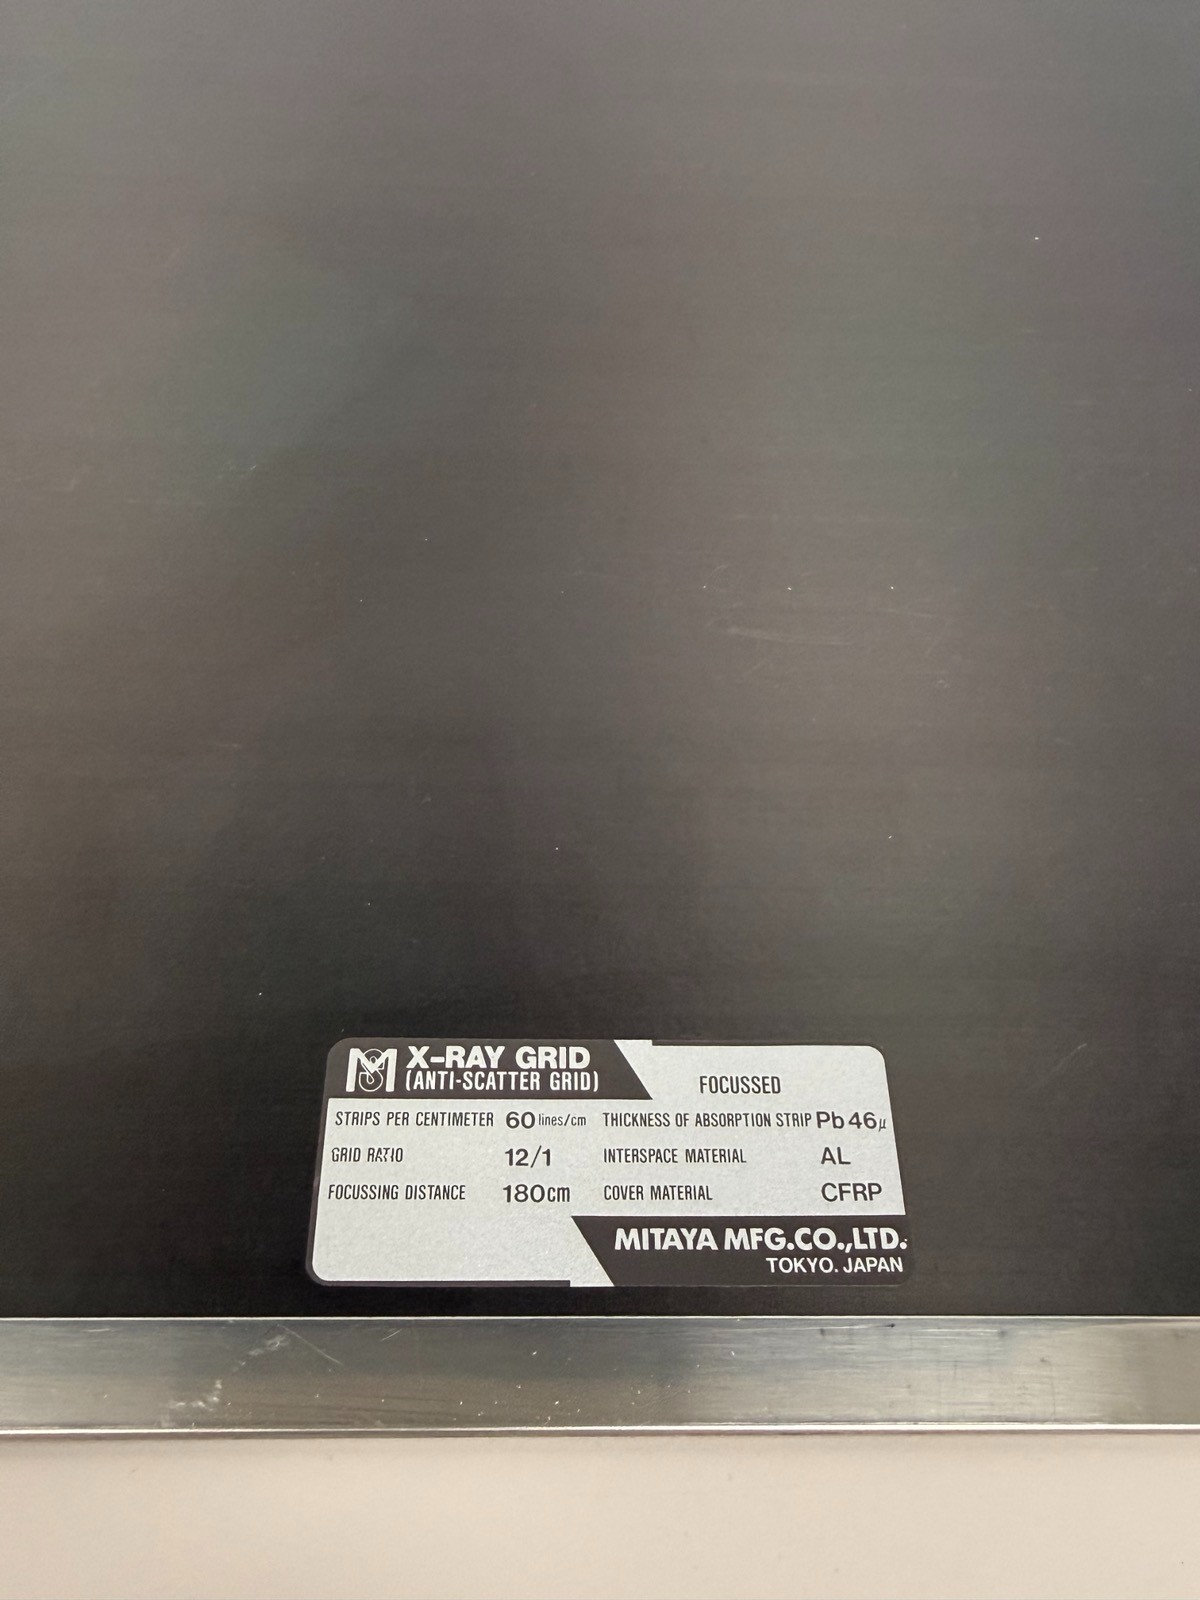 M X-RAY GRID
(ANTI-SCATTER GRID)
FOCUSSED
STRIPS PER CENTIMETER 60 lines/cm THICKNESS OF ABSORPTION STRIP Pb 46μ
GRID RATIO 12/1 INTERSPACE MATERIAL AL
FOCUSSING DISTANCE 180cm COVER MATERIAL CFRP
MITAYA MFG.CO.,LTD.
TOKYO. JAPAN